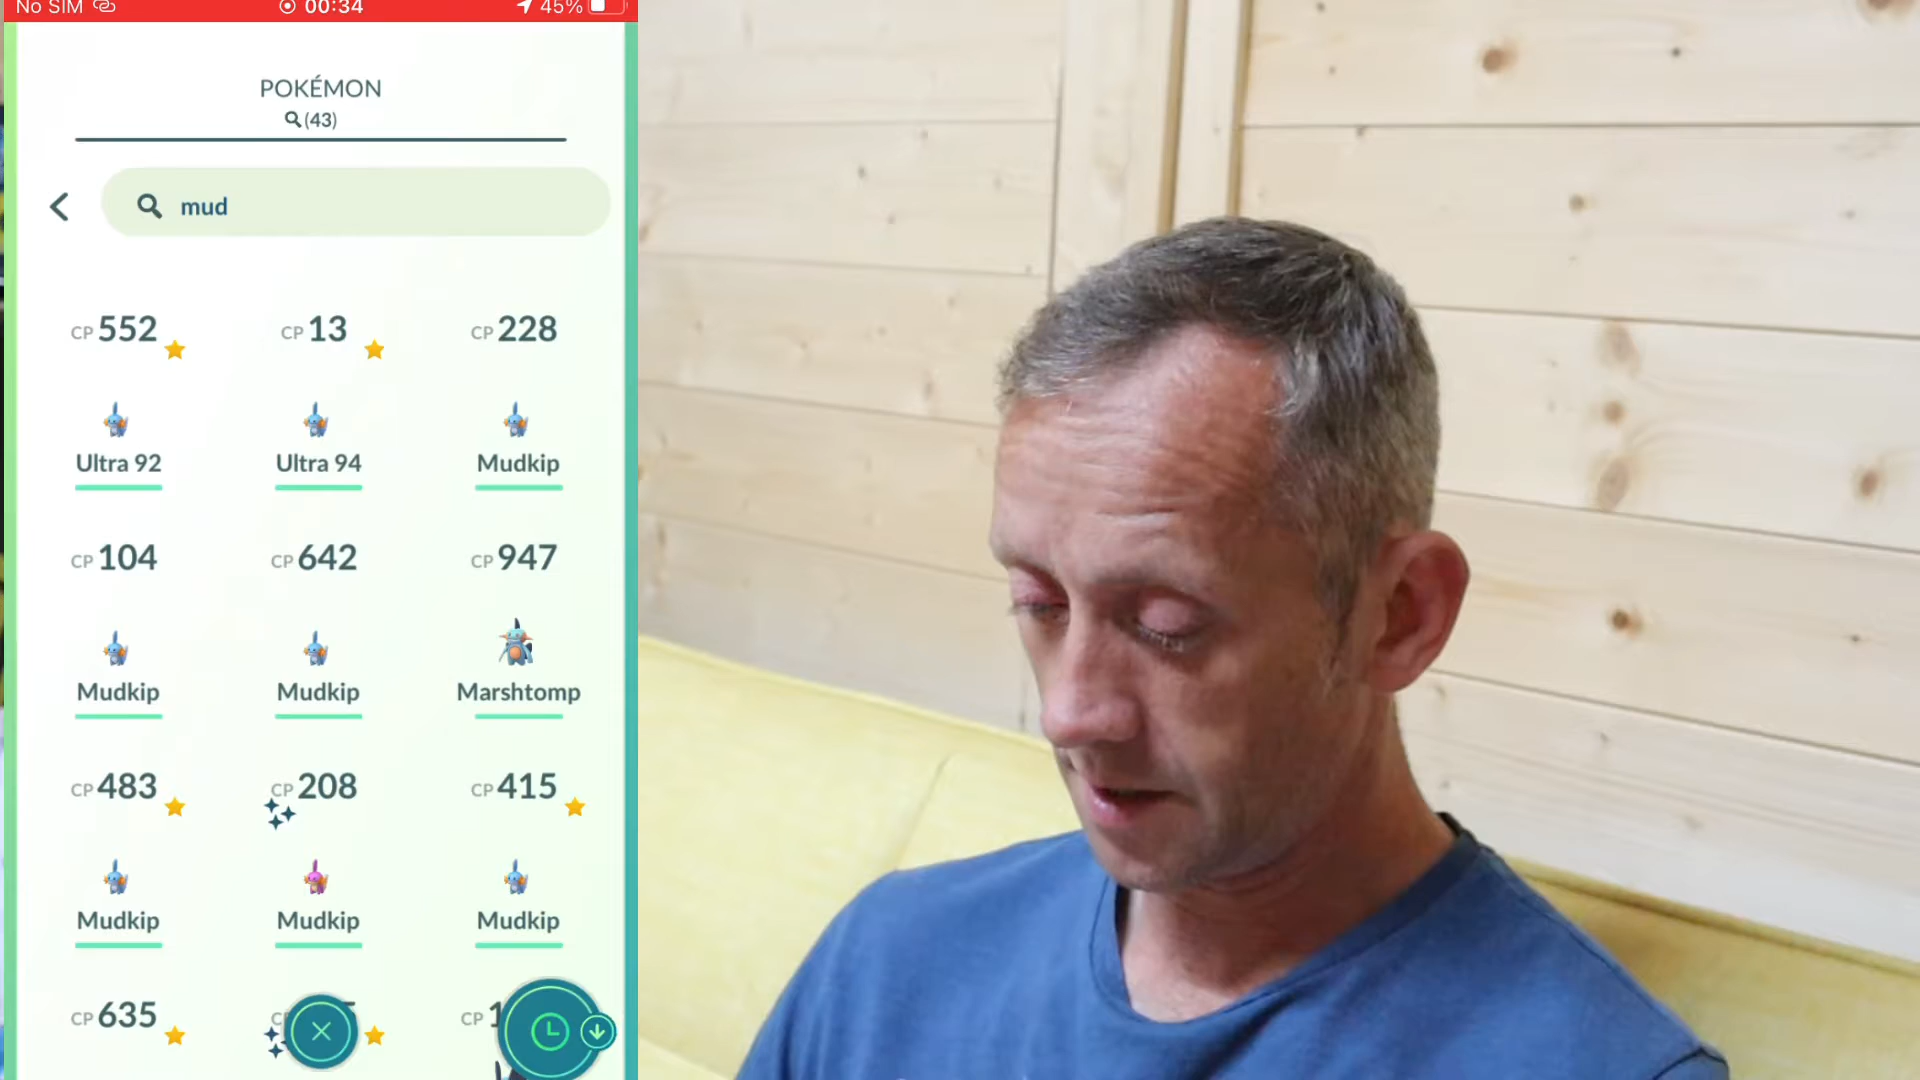 No SIM 00:34 45%
POKÉMON
(43)
mud
CP 552 CP 13 CP 228
Ultra 92 Ultra 94 Mudkip
CP 104 CP 642 CP 947
Mudkip Mudkip Marshtomp
CP 483 CP 208 CP 415
Mudkip Mudkip Mudkip
CP 635 CP